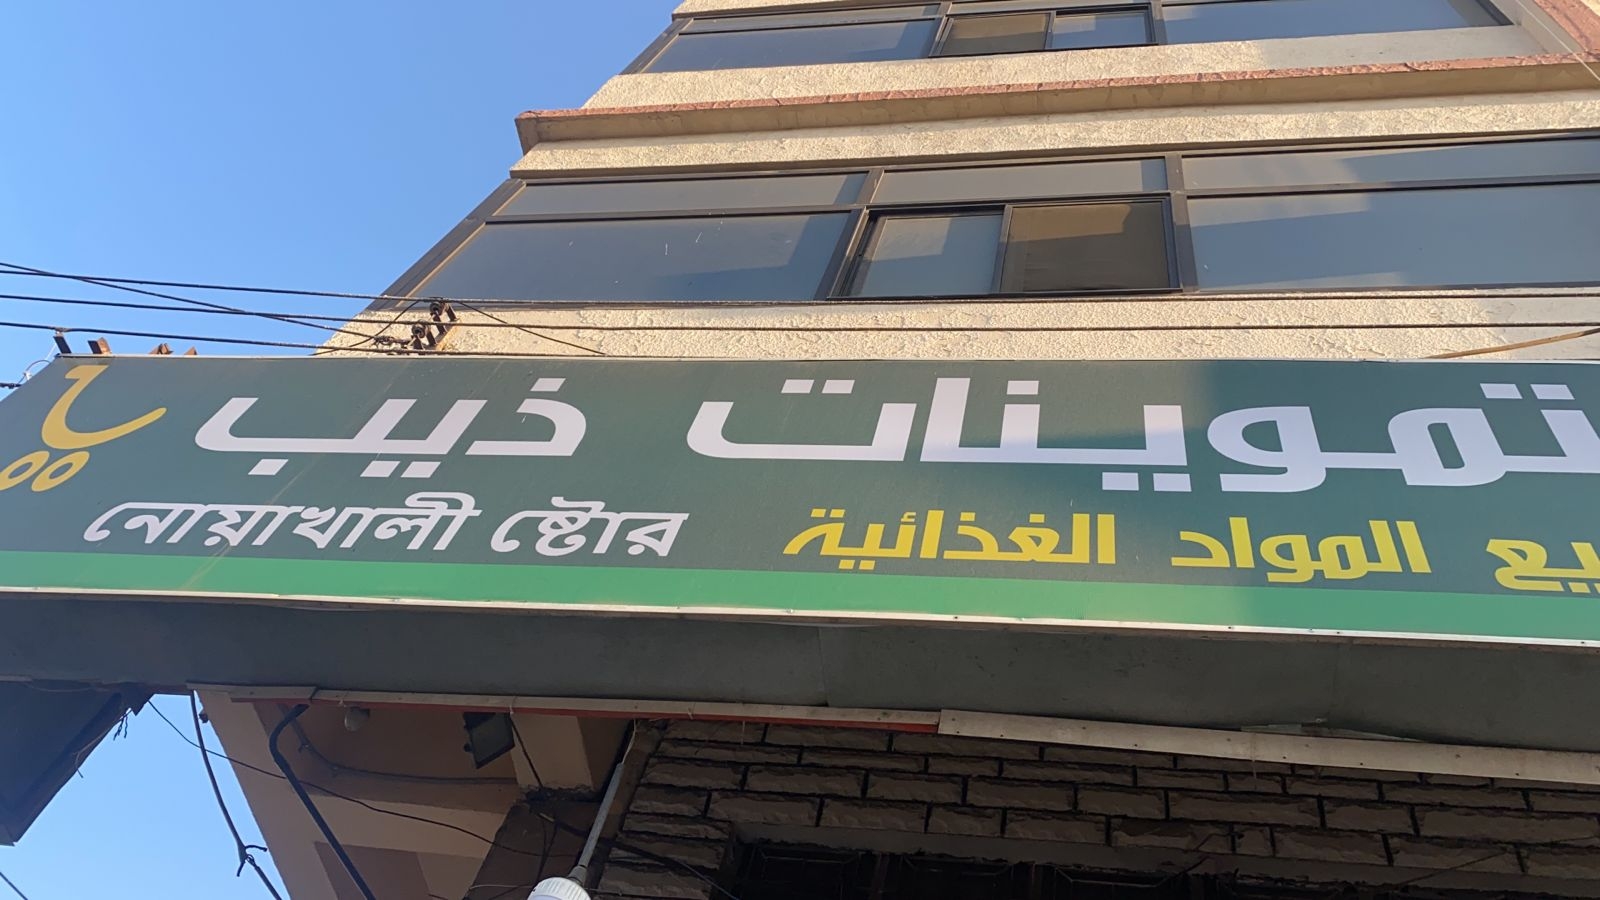 تموينات ذيب
নোয়াখালী ষ্টোর
المواد الغذائية